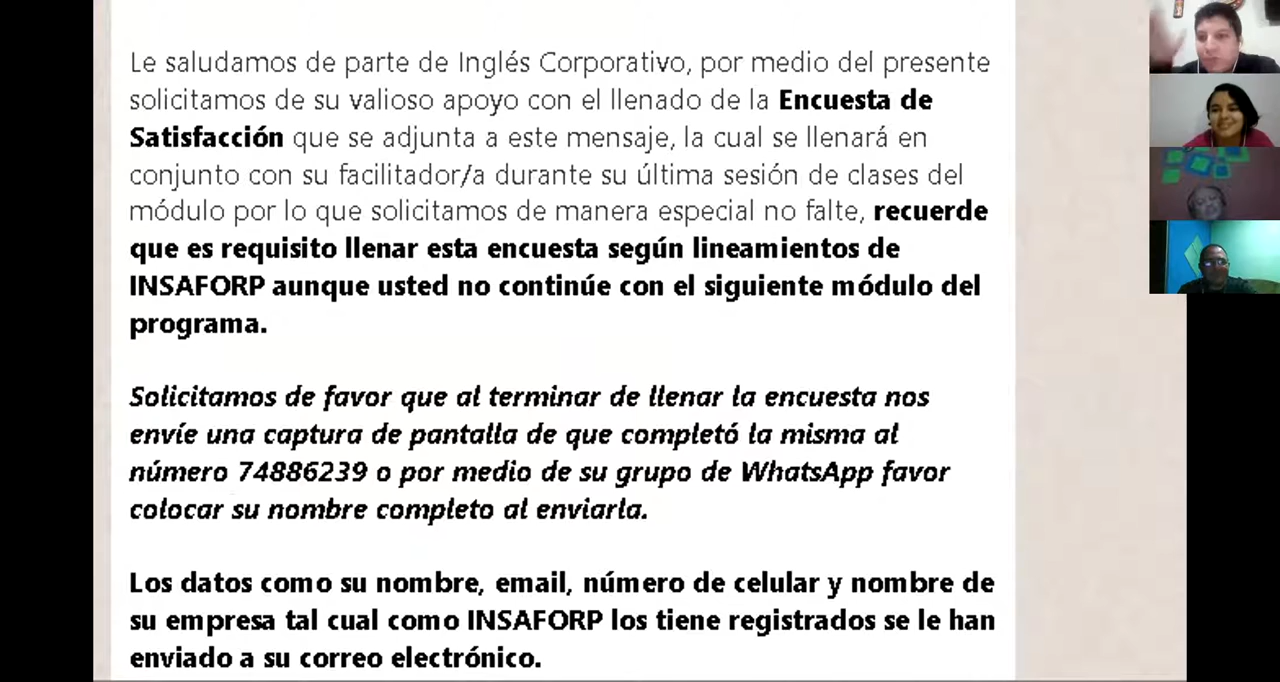 Le saludamos de parte de Inglés Corporativo, por medio del presente
solicitamos de su valioso apoyo con el llenado de la Encuesta de
Satisfacción que se adjunta a este mensaje, la cual se llenará en
conjunto con su facilitador/a durante su última sesión de clases del
módulo por lo que solicitamos de manera especial no falte, recuerde
que es requisito llenar esta encuesta según lineamientos de
INSAFORP aunque usted no continúe con el siguiente módulo del
programa.
Solicitamos de favor que al terminar de llenar la encuesta nos
envíe una captura de pantalla de que completó la misma al
número 74886239 o por medio de su grupo de WhatsApp favor
colocar su nombre completo al enviarla.
Los datos como su nombre, email, número de celular y nombre de
su empresa tal cual como INSAFORP los tiene registrados se le han
enviado a su correo electrónico.